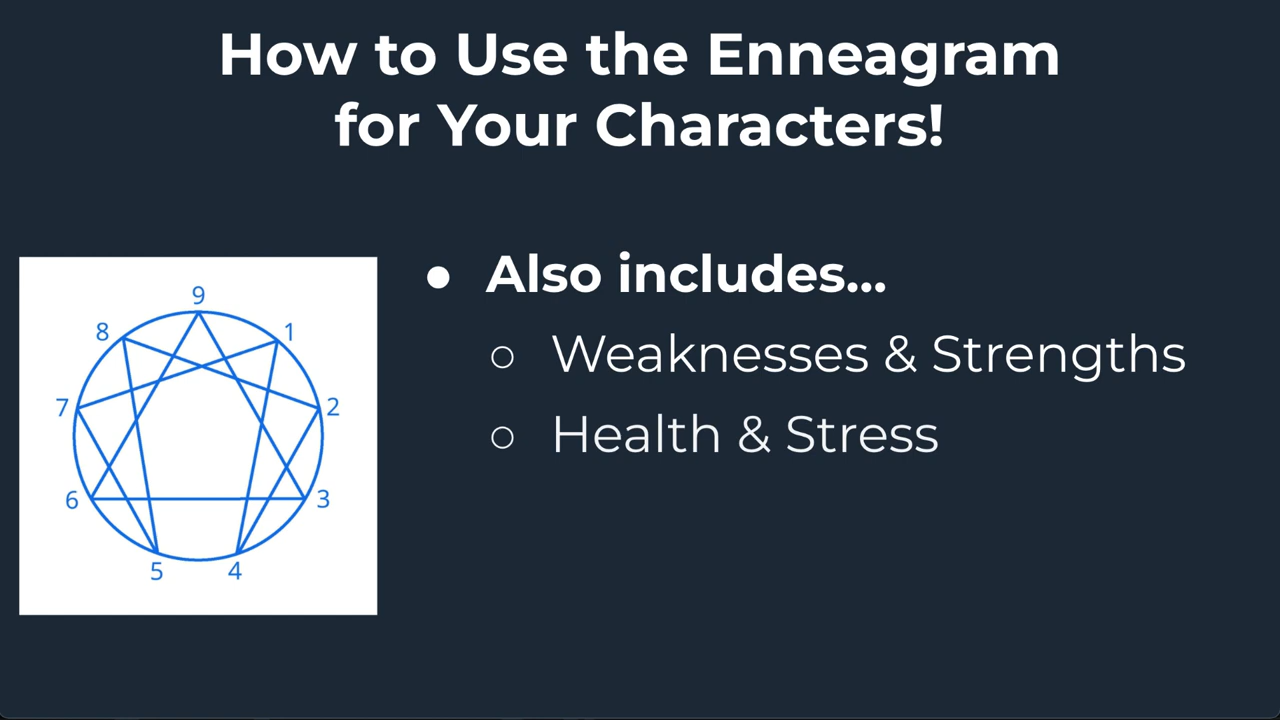 How to Use the Enneagram
for Your Characters!
● Also includes...
○ Weaknesses & Strengths
○ Health & Stress
9
8
1
7
2
6
3
5
4